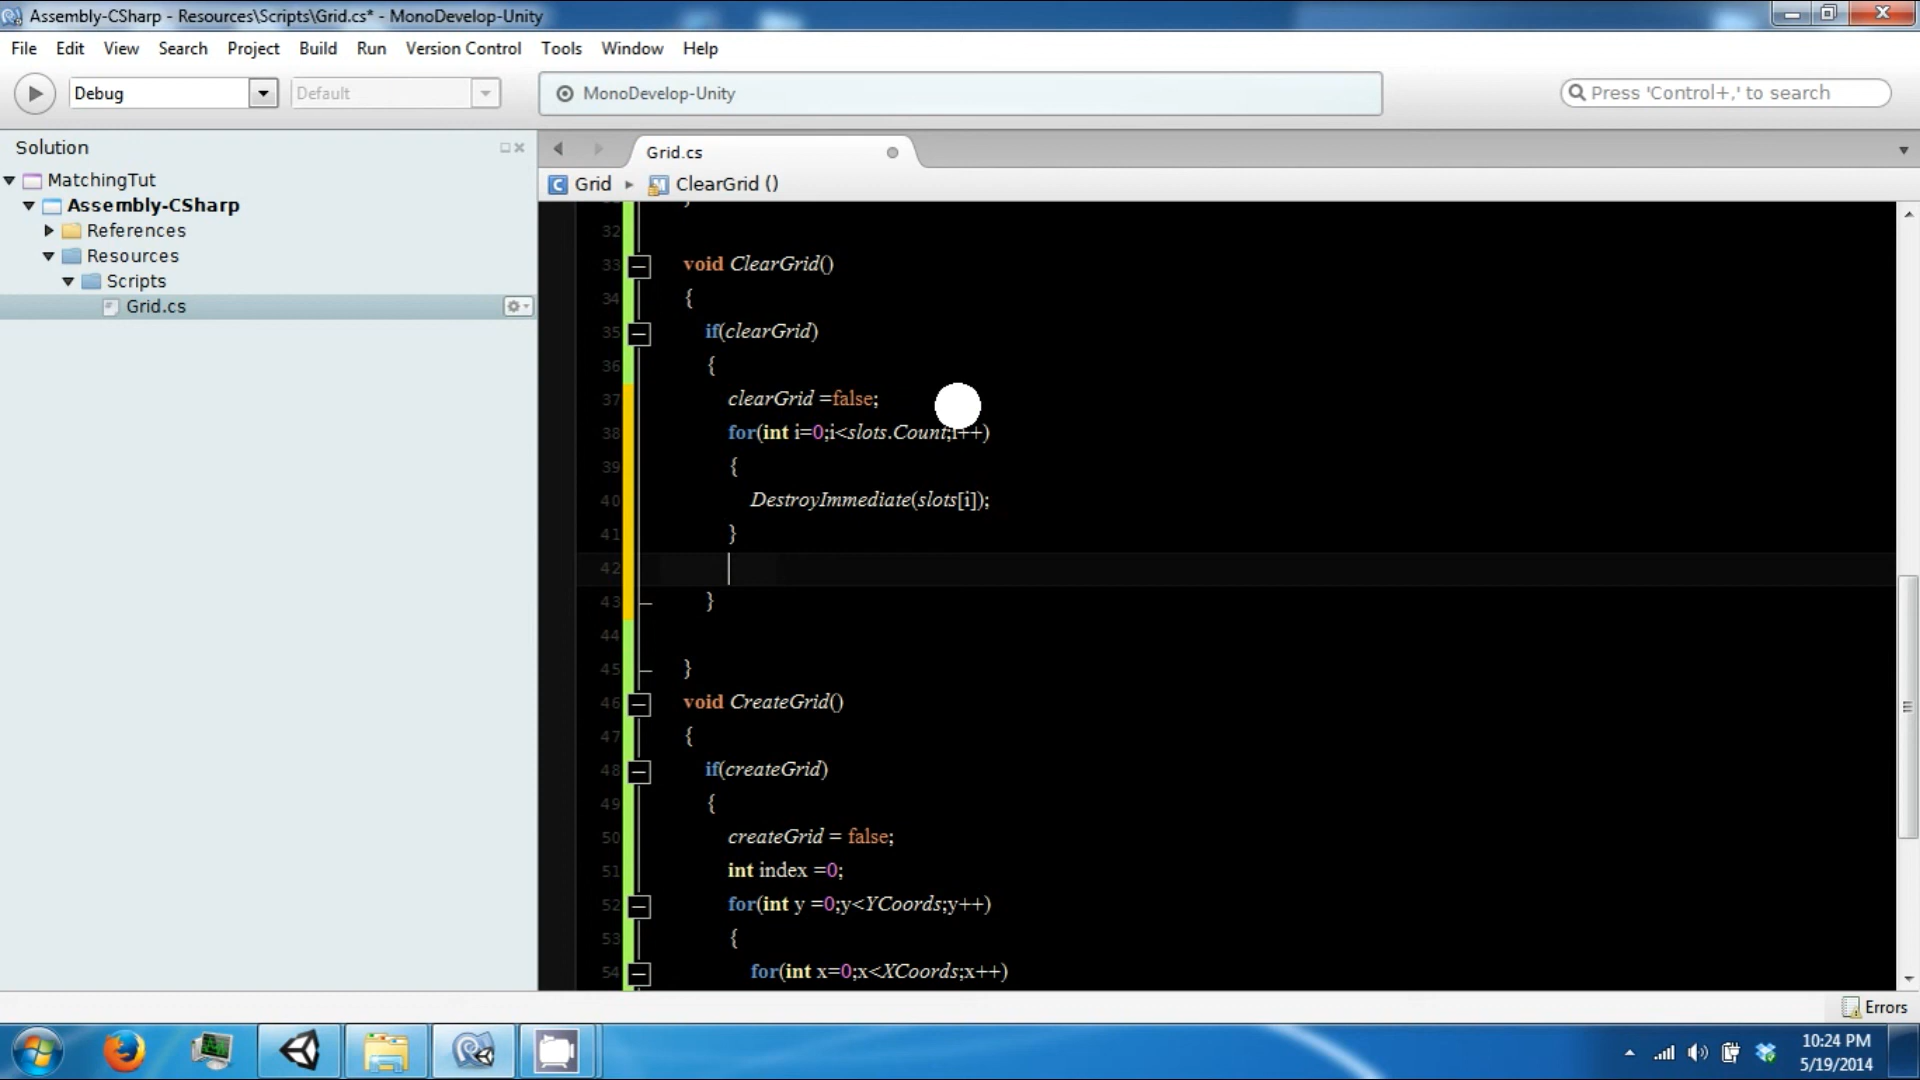 Assembly-CSharp - Resources\Scripts\Grid.cs* - MonoDevelop-Unity
File Edit View Search Project Build Run Version Control Tools Window Help
Debug Default MonoDevelop-Unity Press 'Control+,' to search
Solution
MatchingTut
Assembly-CSharp
References
Resources
Scripts
Grid.cs
Grid.cs
Grid ClearGrid ()
32
33 void ClearGrid()
34 {
35 if(clearGrid)
36 {
37 clearGrid =false;
38 for(int i=0;i<slots.Count;i++)
39 {
40 DestroyImmediate(slots[i]);
41 }
42
43 }
44
45 }
46 void CreateGrid()
47 {
48 if(createGrid)
49 {
50 createGrid = false;
51 int index =0;
52 for(int y =0;y<YCoords;y++)
53 {
54 for(int x=0;x<XCoords;x++)
Errors
10:24 PM
5/19/2014